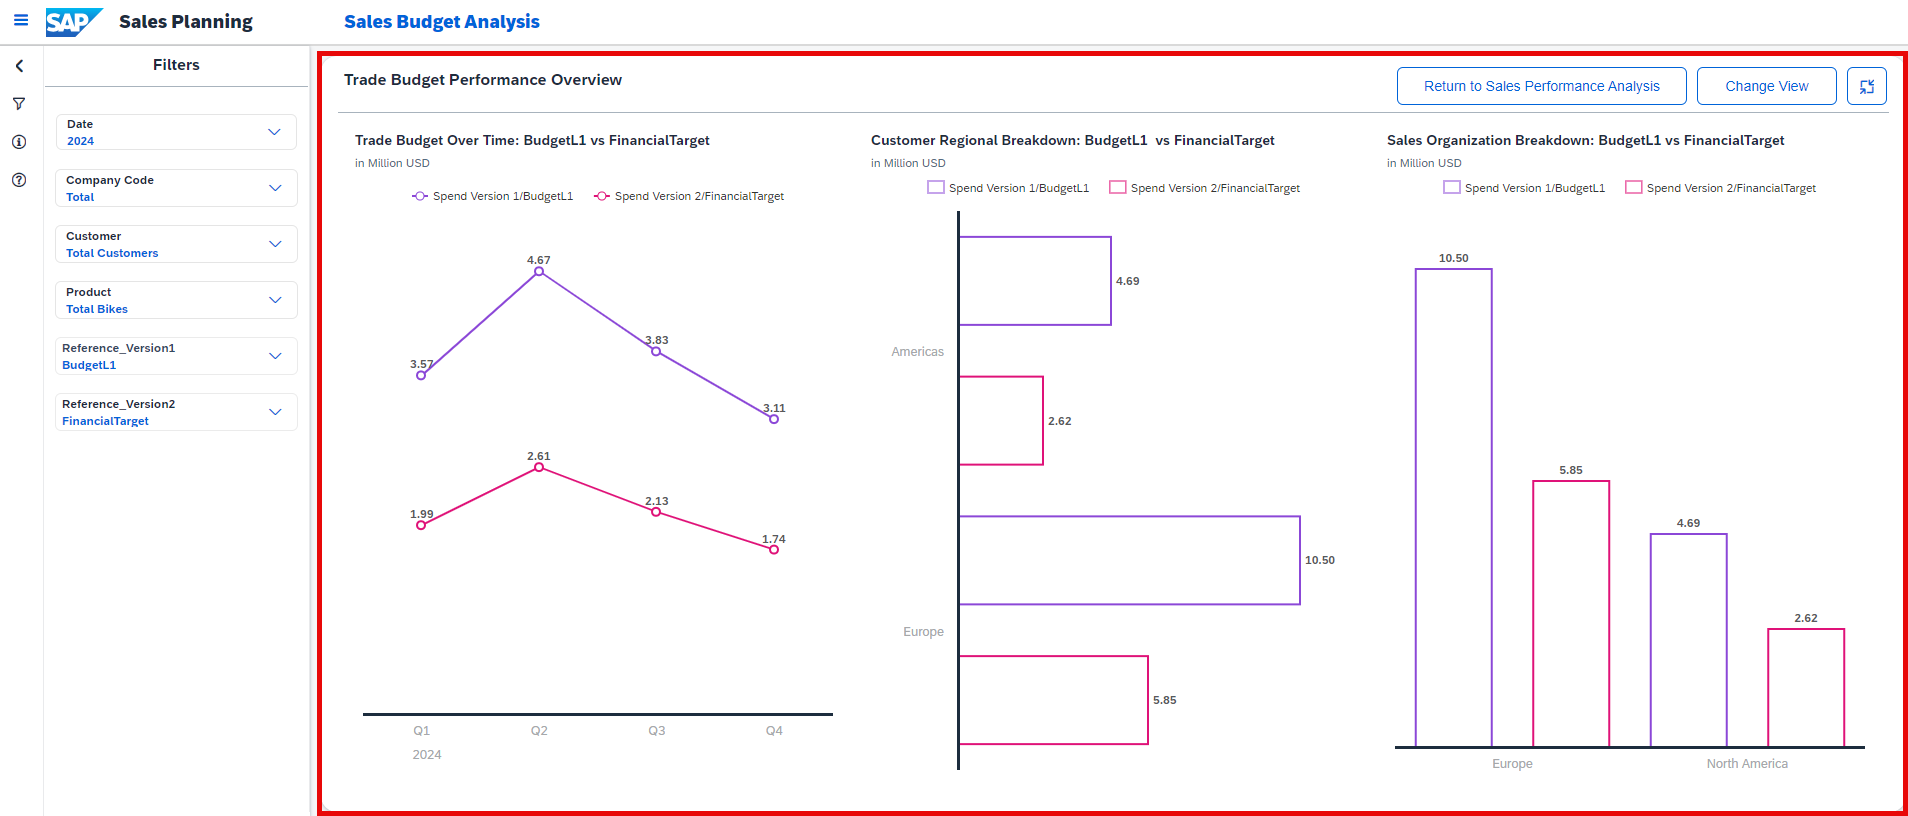 SAP Sales Planning
Sales Budget Analysis
Filters
Date
2024
Company Code
Total
Customer
Total Customers
Product
Total Bikes
Reference_Version1
BudgetL1
Reference_Version2
FinancialTarget
Trade Budget Performance Overview
Return to Sales Performance Analysis
Change View
Trade Budget Over Time: BudgetL1 vs FinancialTarget
in Million USD
Spend Version 1/BudgetL1 Spend Version 2/FinancialTarget
4.67
3.83
3.57
3.11
2.61
2.13
1.99
1.74
Q1 Q2 Q3 Q4
2024
Customer Regional Breakdown: BudgetL1 vs FinancialTarget
in Million USD
Spend Version 1/BudgetL1 Spend Version 2/FinancialTarget
4.69
Americas
2.62
10.50
Europe
5.85
Sales Organization Breakdown: BudgetL1 vs FinancialTarget
in Million USD
Spend Version 1/BudgetL1 Spend Version 2/FinancialTarget
10.50
5.85
4.69
2.62
Europe North America